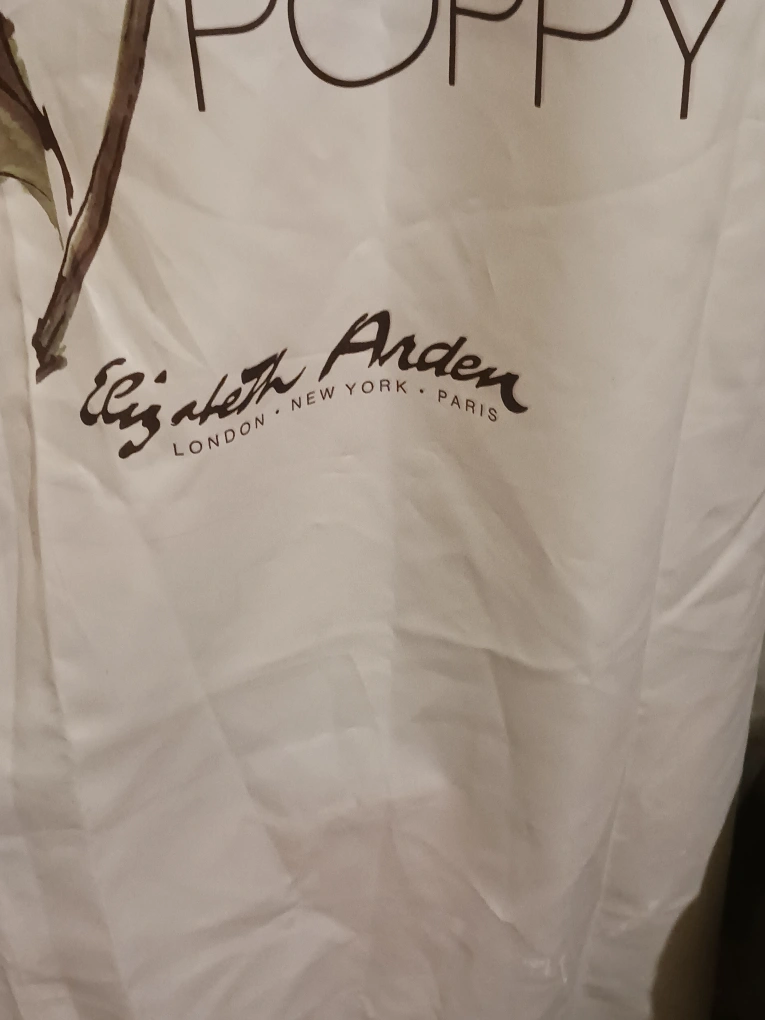 POPPY
Elizabeth Arden
LONDON · NEW YORK · PARIS